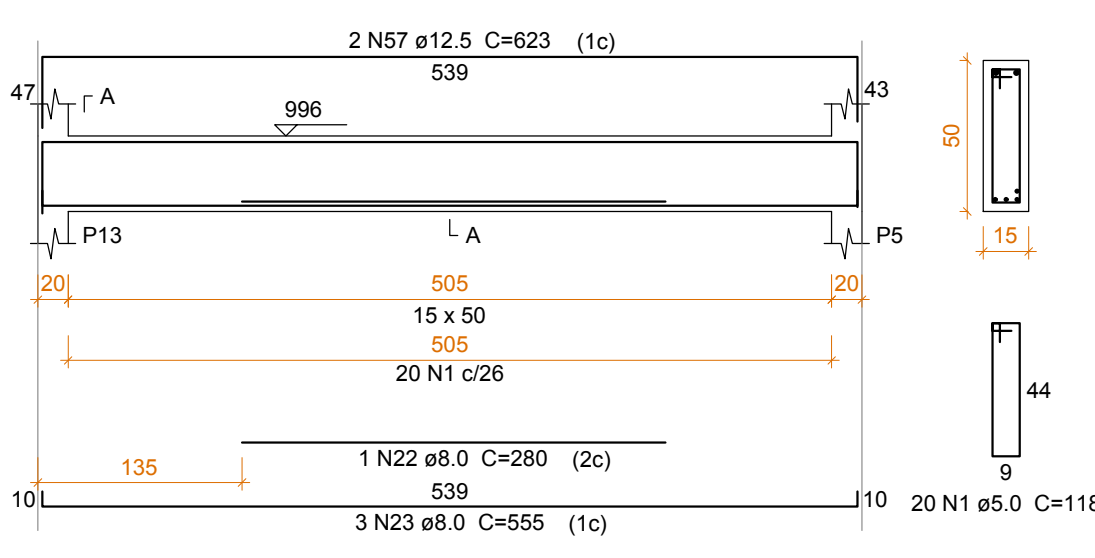 2 N57 ø12.5 C=623 (1c)
539
47
A
996
43
50
P13
A
P5
15
20
505
20
15 x 50
505
20 N1 c/26
44
135
1 N22 ø8.0 C=280 (2c)
9
10
539
10
20 N1 ø5.0 C=118
3 N23 ø8.0 C=555 (1c)